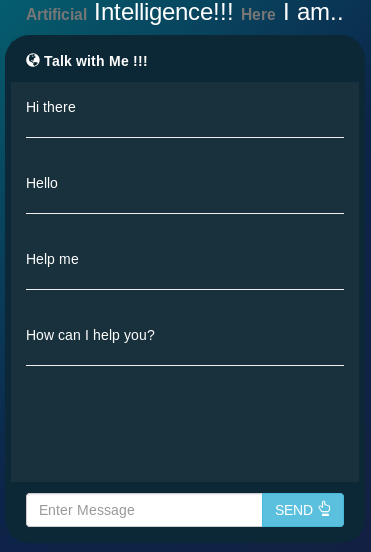 Artificial Intelligence!!! Here I am..
Talk with Me !!!
Hi there
Hello
Help me
How can I help you?
Enter Message SEND